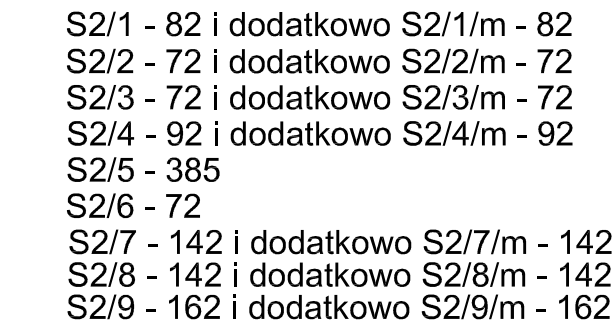 S2/1 - 82 i dodatkowo S2/1/m - 82
S2/2 - 72 i dodatkowo S2/2/m - 72
S2/3 - 72 i dodatkowo S2/3/m - 72
S2/4 - 92 i dodatkowo S2/4/m - 92
S2/5 - 385
S2/6 - 72
S2/7 - 142 i dodatkowo S2/7/m - 142
S2/8 - 142 i dodatkowo S2/8/m - 142
S2/9 - 162 i dodatkowo S2/9/m - 162